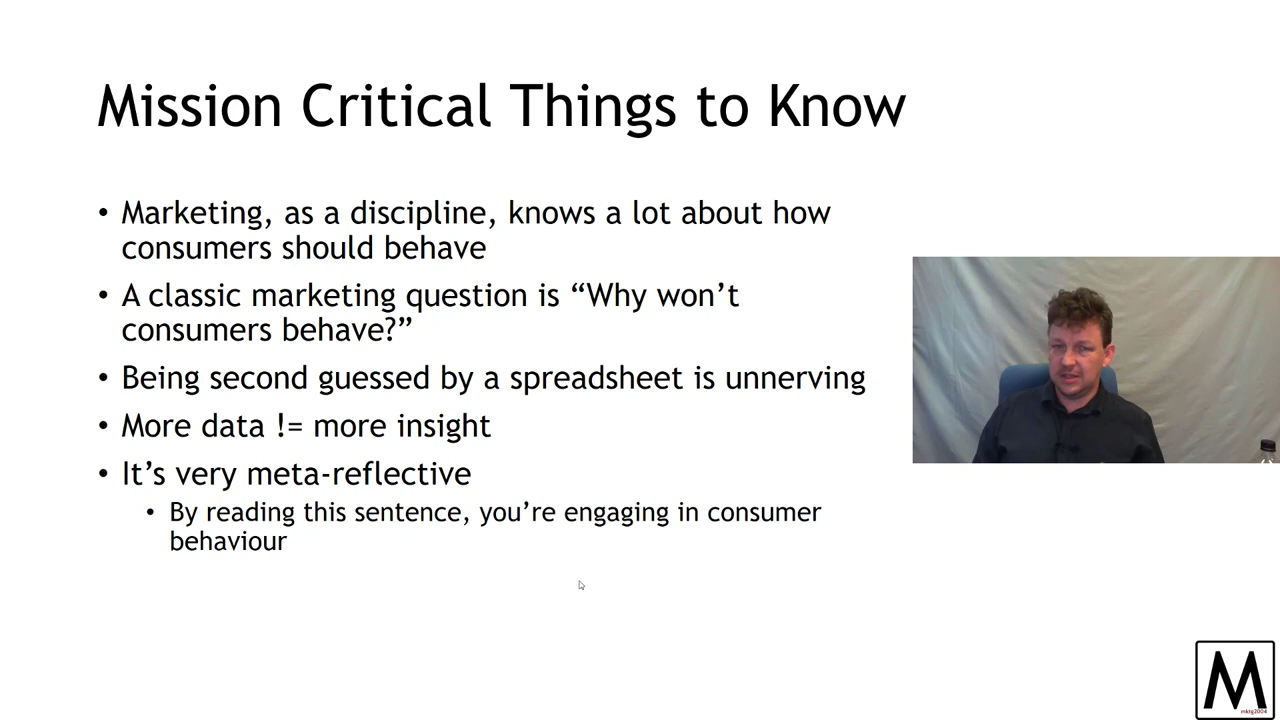 Mission Critical Things to Know
• Marketing, as a discipline, knows a lot about how
consumers should behave
• A classic marketing question is “Why won’t
consumers behave?”
• Being second guessed by a spreadsheet is unnerving
• More data != more insight
• It’s very meta-reflective
• By reading this sentence, you’re engaging in consumer
behaviour
M
mktg2004